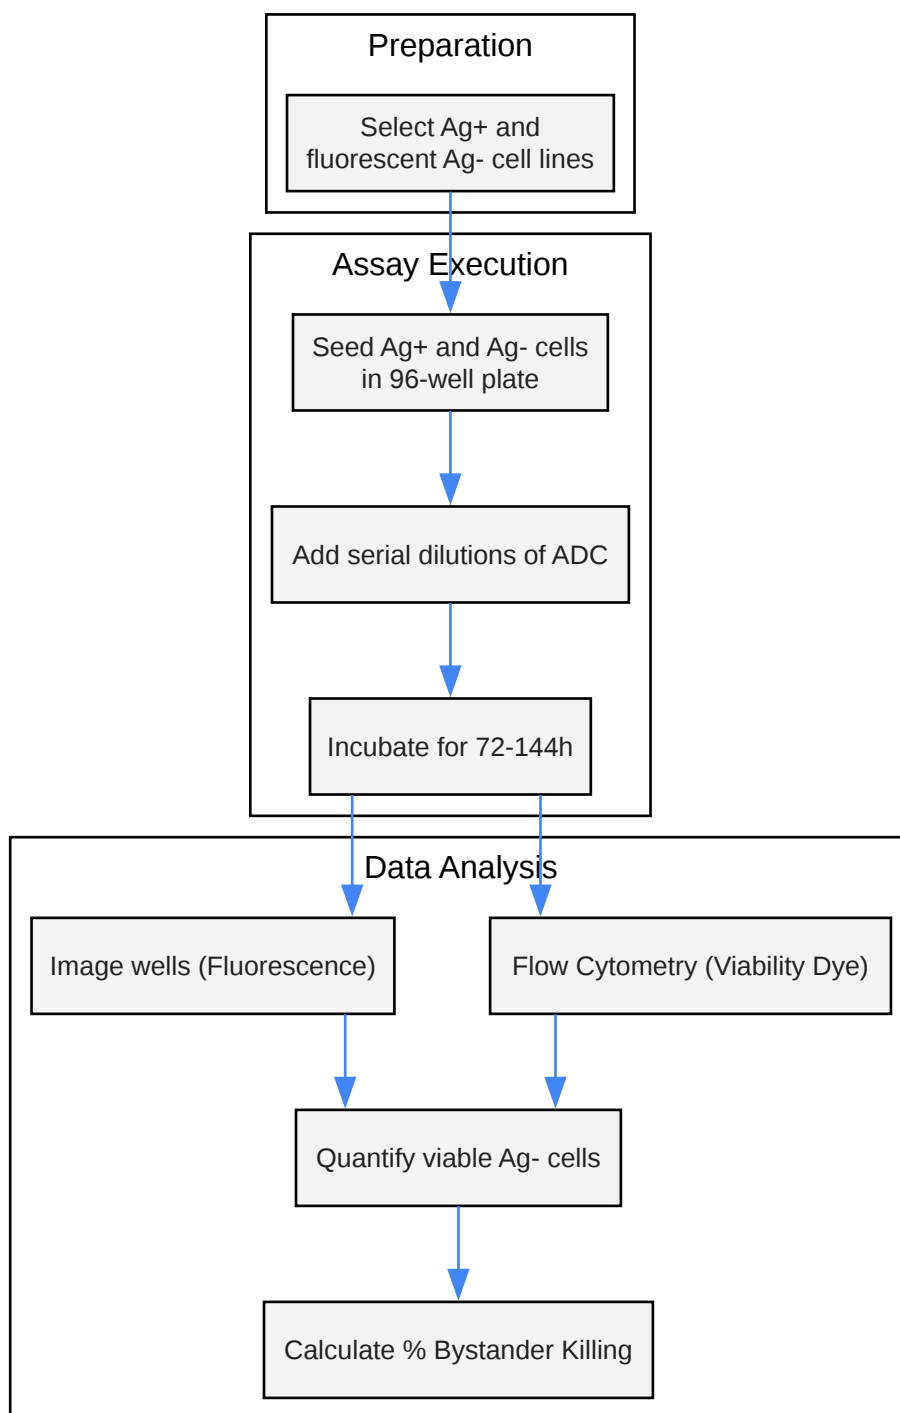 Preparation
Select Ag+ and
fluorescent Ag- cell lines
Assay Execution
Seed Ag+ and Ag- cells
in 96-well plate
Add serial dilutions of ADC
Incubate for 72-144h
Data Analysis
Image wells (Fluorescence)
Flow Cytometry (Viability Dye)
Quantify viable Ag- cells
Calculate % Bystander Killing